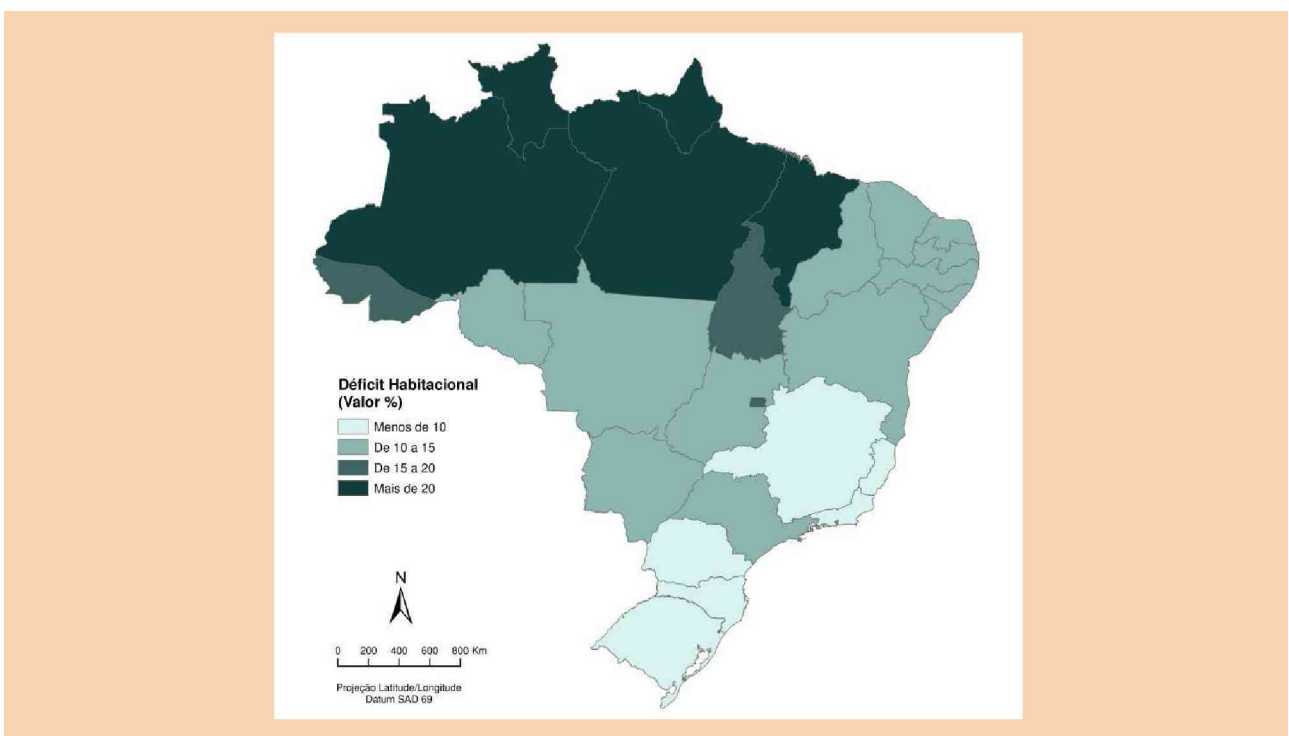 Déficit Habitacional
(Valor %)
Menos de 10
De 10 a 15
De 15 a 20
Mais de 20
N
0 200 400 600 800 Km
Projeção Latitude/Longitude
Datum SAD 69